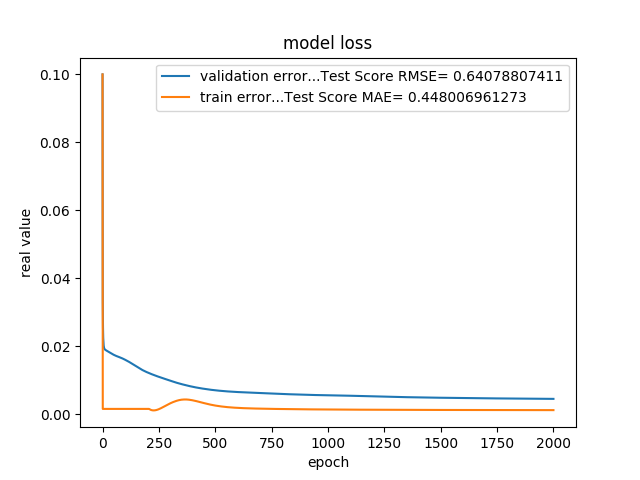 model loss
validation error...Test Score RMSE= 0.64078807411
train error...Test Score MAE= 0.448006961273
0.10
0.08
0.06
0.04
0.02
0.00
real value
0 250 500 750 1000 1250 1500 1750 2000
epoch